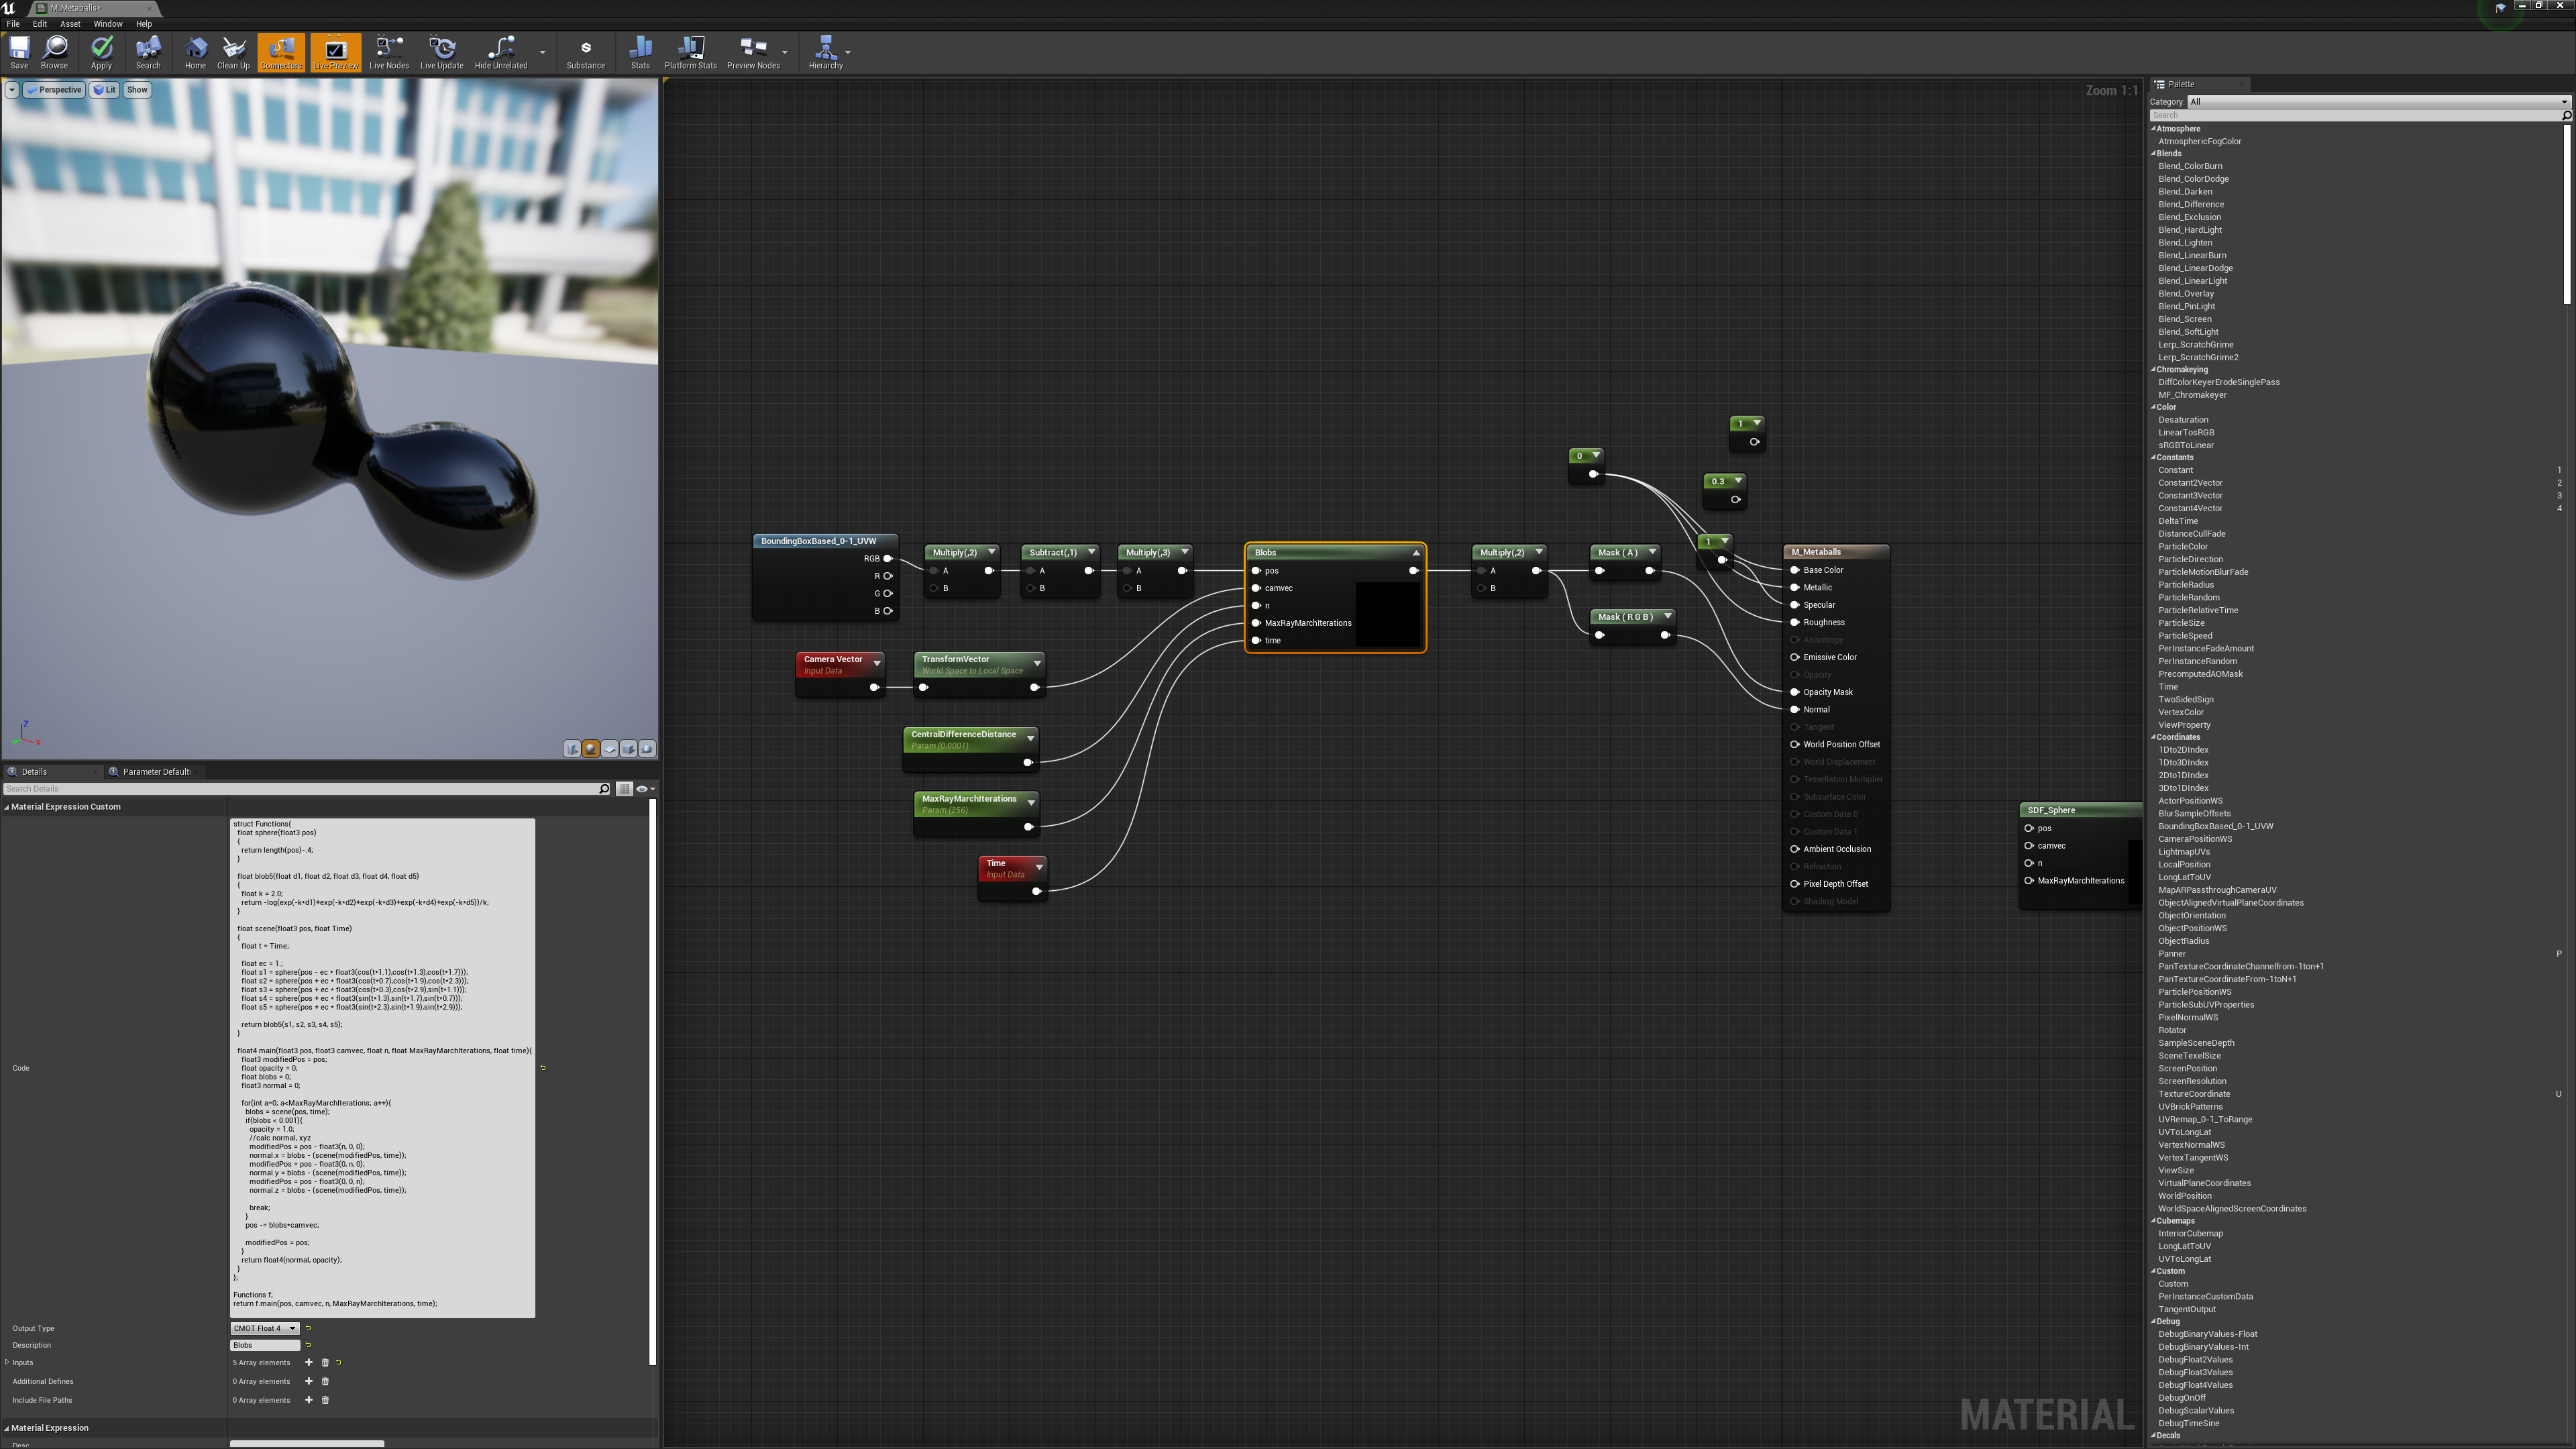 M_Metaballs*
File Edit Asset Window Help
Save Browse Apply Search Home Clean Up Connectors Live Preview Live Nodes Live Update Hide Unrelated Substance Stats Platform Stats Preview Nodes Hierarchy
Perspective Lit Show
Z
X
Details Parameter Default
Search Details
Material Expression Custom
Code
struct Functions{
float sphere(float3 pos)
{
return length(pos)-.4;
}
float blob5(float d1, float d2, float d3, float d4, float d5)
{
float k = 2.0;
return -log(exp(-k*d1)+exp(-k*d2)+exp(-k*d3)+exp(-k*d4)+exp(-k*d5))/k;
}
float scene(float3 pos, float Time)
{
float t = Time;
float ec = 1.;
float s1 = sphere(pos - ec * float3(cos(t*1.1),cos(t*1.3),cos(t*1.7)));
float s2 = sphere(pos + ec * float3(cos(t*0.7),cos(t*1.9),cos(t*2.3)));
float s3 = sphere(pos + ec * float3(cos(t*0.3),cos(t*2.9),sin(t*1.1)));
float s4 = sphere(pos + ec * float3(sin(t*1.3),sin(t*1.7),sin(t*0.7)));
float s5 = sphere(pos + ec * float3(sin(t*2.3),sin(t*1.9),sin(t*2.9)));
return blob5(s1, s2, s3, s4, s5);
}
float4 main(float3 pos, float3 camvec, float n, float MaxRayMarchIterations, float time){
float3 modifiedPos = pos;
float opacity = 0;
float blobs = 0;
float3 normal = 0;
for(int a=0; a<MaxRayMarchIterations; a++){
blobs = scene(pos, time);
if(blobs < 0.001){
opacity = 1.0;
//calc normal, xyz
modifiedPos = pos - float3(n, 0, 0);
normal.x = blobs - (scene(modifiedPos, time));
modifiedPos = pos - float3(0, n, 0);
normal.y = blobs - (scene(modifiedPos, time));
modifiedPos = pos - float3(0, 0, n);
normal.z = blobs - (scene(modifiedPos, time));
break;
}
pos -= blobs*camvec;
modifiedPos = pos;
}
return float4(normal, opacity);
}
};
Functions f;
return f.main(pos, camvec, n, MaxRayMarchIterations, time);
Output Type CMOT Float 4
Description Blobs
Inputs 5 Array elements
Additional Defines 0 Array elements
Include File Paths 0 Array elements
Material Expression
Desc
Zoom 1:1
BoundingBoxBased_0-1_UVW
RGB
R
G
B
Multiply(,2)
A
B
Subtract(,1)
A
B
Multiply(,3)
A
B
Camera Vector
Input Data
TransformVector
World Space to Local Space
CentralDifferenceDistance
Param (0.0001)
MaxRayMarchIterations
Param (256)
Time
Input Data
Blobs
pos
camvec
n
MaxRayMarchIterations
time
Multiply(,2)
A
B
Mask ( A )
Mask ( R G B )
0
1
0.3
1
M_Metaballs
Base Color
Metallic
Specular
Roughness
Anisotropy
Emissive Color
Opacity
Opacity Mask
Normal
Tangent
World Position Offset
World Displacement
Tessellation Multiplier
Subsurface Color
Custom Data 0
Custom Data 1
Ambient Occlusion
Refraction
Pixel Depth Offset
Shading Model
SDF_Sphere
pos
camvec
n
MaxRayMarchIterations
MATERIAL
Palette
Category: All
Search
Atmosphere
AtmosphericFogColor
Blends
Blend_ColorBurn
Blend_ColorDodge
Blend_Darken
Blend_Difference
Blend_Exclusion
Blend_HardLight
Blend_Lighten
Blend_LinearBurn
Blend_LinearDodge
Blend_LinearLight
Blend_Overlay
Blend_PinLight
Blend_Screen
Blend_SoftLight
Lerp_ScratchGrime
Lerp_ScratchGrime2
Chromakeying
DiffColorKeyerErodeSinglePass
MF_Chromakeyer
Color
Desaturation
LinearTosRGB
sRGBToLinear
Constants
Constant 1
Constant2Vector 2
Constant3Vector 3
Constant4Vector 4
DeltaTime
DistanceCullFade
ParticleColor
ParticleDirection
ParticleMotionBlurFade
ParticleRadius
ParticleRandom
ParticleRelativeTime
ParticleSize
ParticleSpeed
PerInstanceFadeAmount
PerInstanceRandom
PrecomputedAOMask
Time
TwoSidedSign
VertexColor
ViewProperty
Coordinates
1Dto2DIndex
1Dto3DIndex
2Dto1DIndex
3Dto1DIndex
ActorPositionWS
BlurSampleOffsets
BoundingBoxBased_0-1_UVW
CameraPositionWS
LightmapUVs
LocalPosition
LongLatToUV
MapARPassthroughCameraUV
ObjectAlignedVirtualPlaneCoordinates
ObjectOrientation
ObjectPositionWS
ObjectRadius
Panner P
PanTextureCoordinateChannelfrom-1ton+1
PanTextureCoordinateFrom-1toN+1
ParticlePositionWS
ParticleSubUVProperties
PixelNormalWS
Rotator
SampleSceneDepth
SceneTexelSize
ScreenPosition
ScreenResolution
TextureCoordinate U
UVBrickPatterns
UVRemap_0-1_ToRange
UVToLongLat
VertexNormalWS
VertexTangentWS
ViewSize
VirtualPlaneCoordinates
WorldPosition
WorldSpaceAlignedScreenCoordinates
Cubemaps
InteriorCubemap
LongLatToUV
UVToLongLat
Custom
Custom
PerInstanceCustomData
TangentOutput
Debug
DebugBinaryValues-Float
DebugBinaryValues-Int
DebugFloat2Values
DebugFloat3Values
DebugFloat4Values
DebugOnOff
DebugScalarValues
DebugTimeSine
Decals